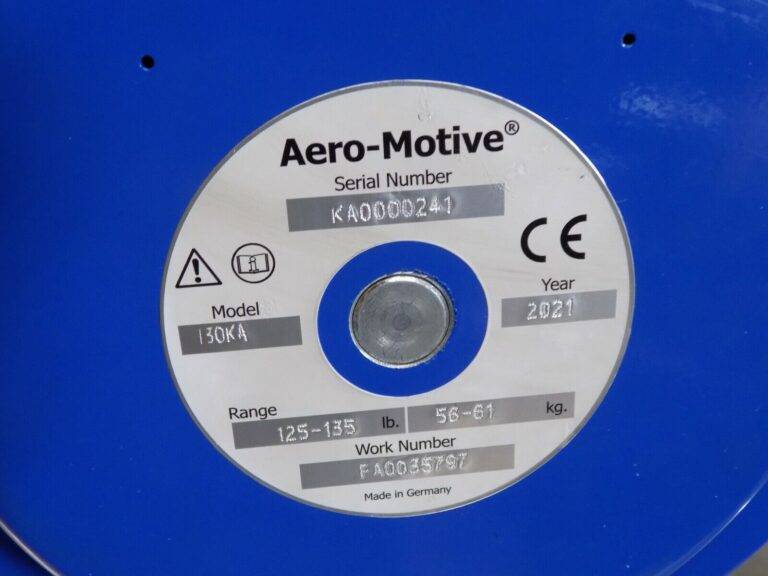 Aero-Motive®
Serial Number
KA0000241
CE
Year
2021
Model
130KA
Range
125-135 lb.
56-61 kg.
Work Number
FA0035797
Made in Germany